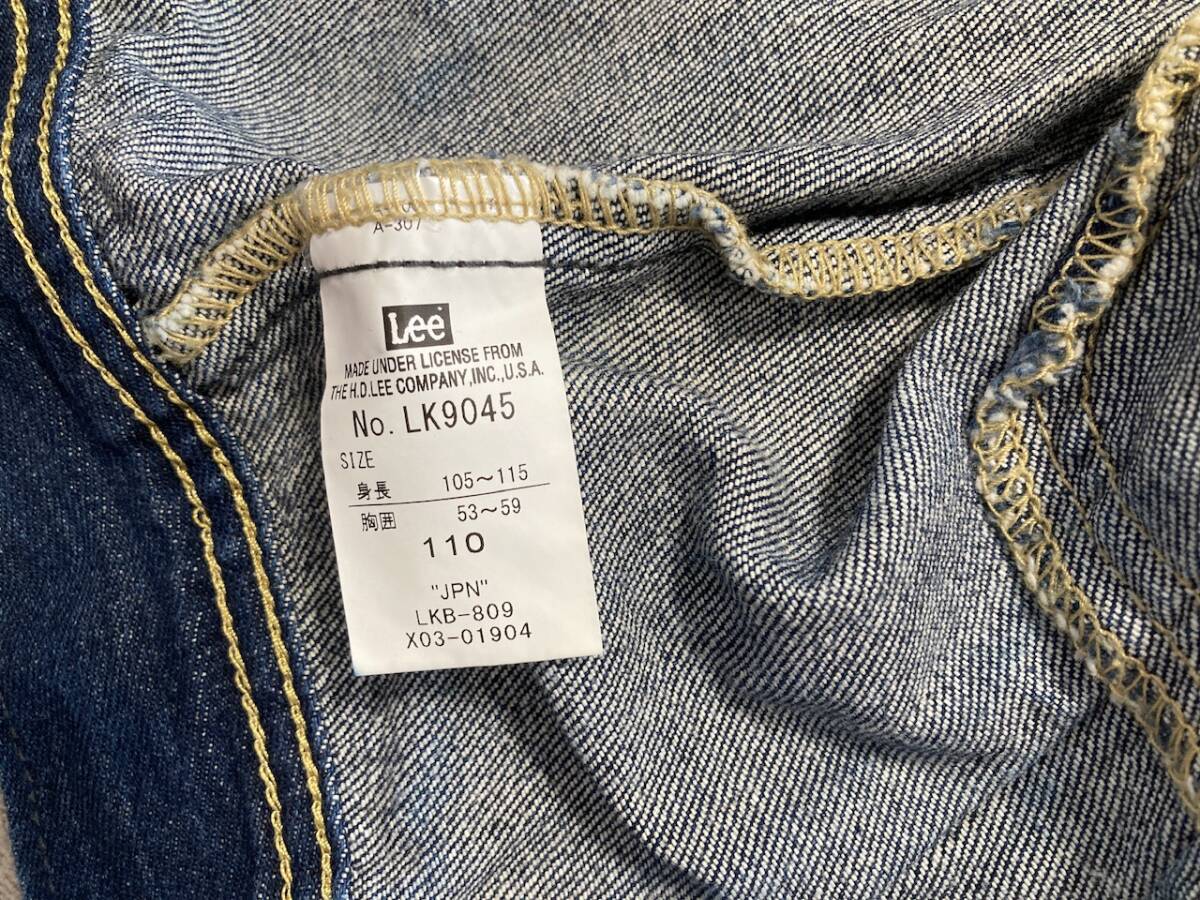 A-307
Lee
MADE UNDER LICENSE FROM
THE H.D.LEE COMPANY,INC.,U.S.A.
No. LK9045
SIZE
身長 105～115
胸囲 53～59
110
"JPN"
LKB-809
X03-01904